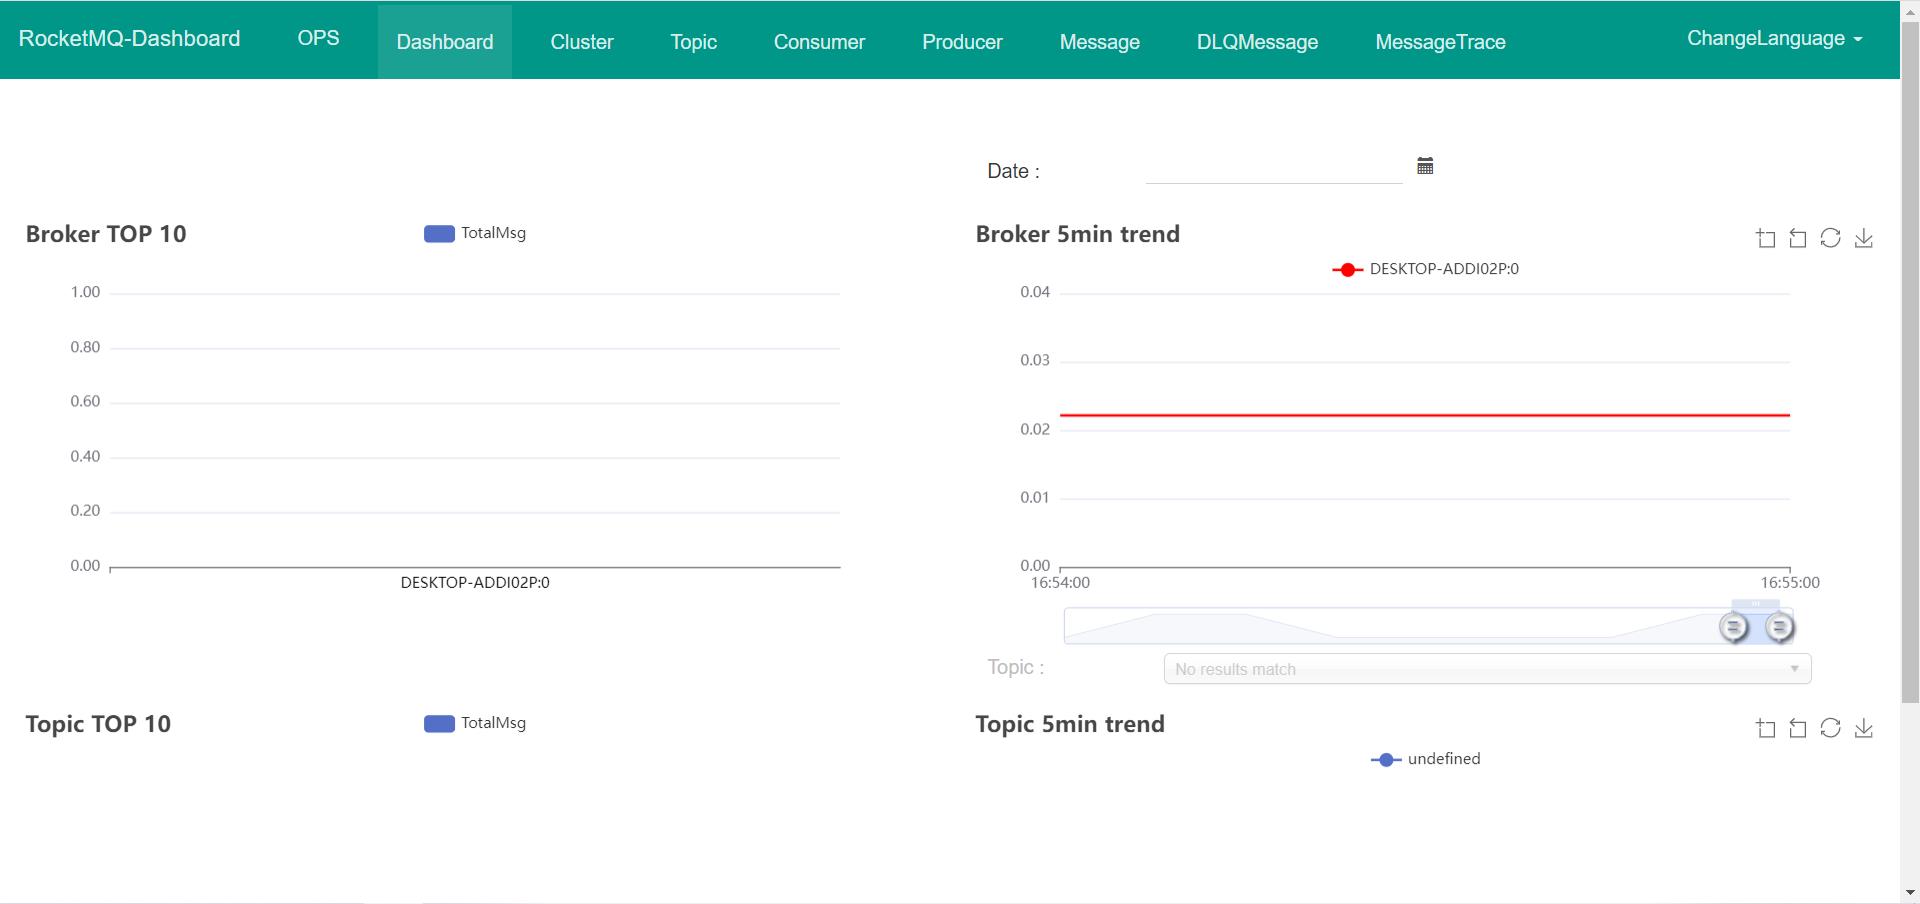 RocketMQ-Dashboard OPS Dashboard Cluster Topic Consumer Producer Message DLQMessage MessageTrace ChangeLanguage
Date :
Broker TOP 10
TotalMsg
1.00
0.80
0.60
0.40
0.20
0.00
DESKTOP-ADDI02P:0
Broker 5min trend
DESKTOP-ADDI02P:0
0.04
0.03
0.02
0.01
0.00
16:54:00 16:55:00
Topic : No results match
Topic TOP 10
TotalMsg
Topic 5min trend
undefined